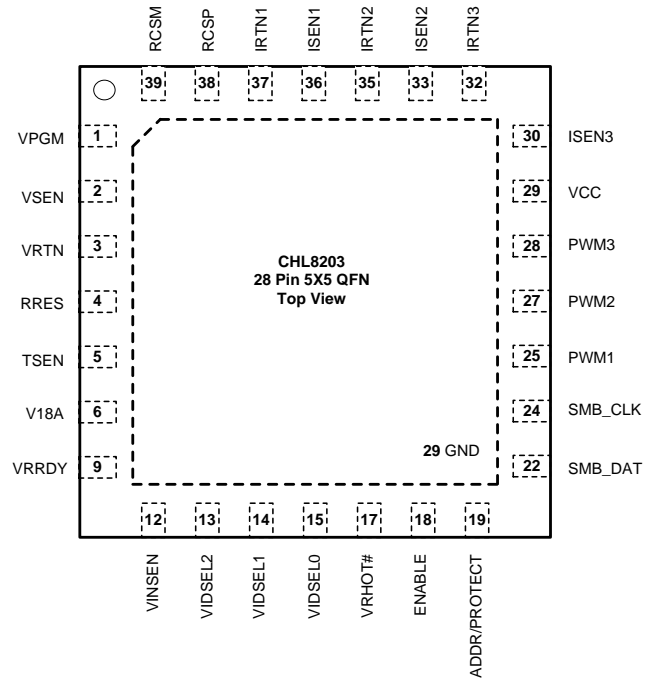 RCSM
RCSP
IRTN1
ISEN1
IRTN2
ISEN2
IRTN3
39
38
37
36
35
33
32
VPGM 1
VSEN 2
VRTN 3
RRES 4
TSEN 5
V18A 6
VRRDY 9
CHL8203
28 Pin 5X5 QFN
Top View
29 GND
30 ISEN3
29 VCC
28 PWM3
27 PWM2
25 PWM1
24 SMB_CLK
22 SMB_DAT
12
13
14
15
17
18
19
VINSEN
VIDSEL2
VIDSEL1
VIDSEL0
VRHOT#
ENABLE
ADDR/PROTECT